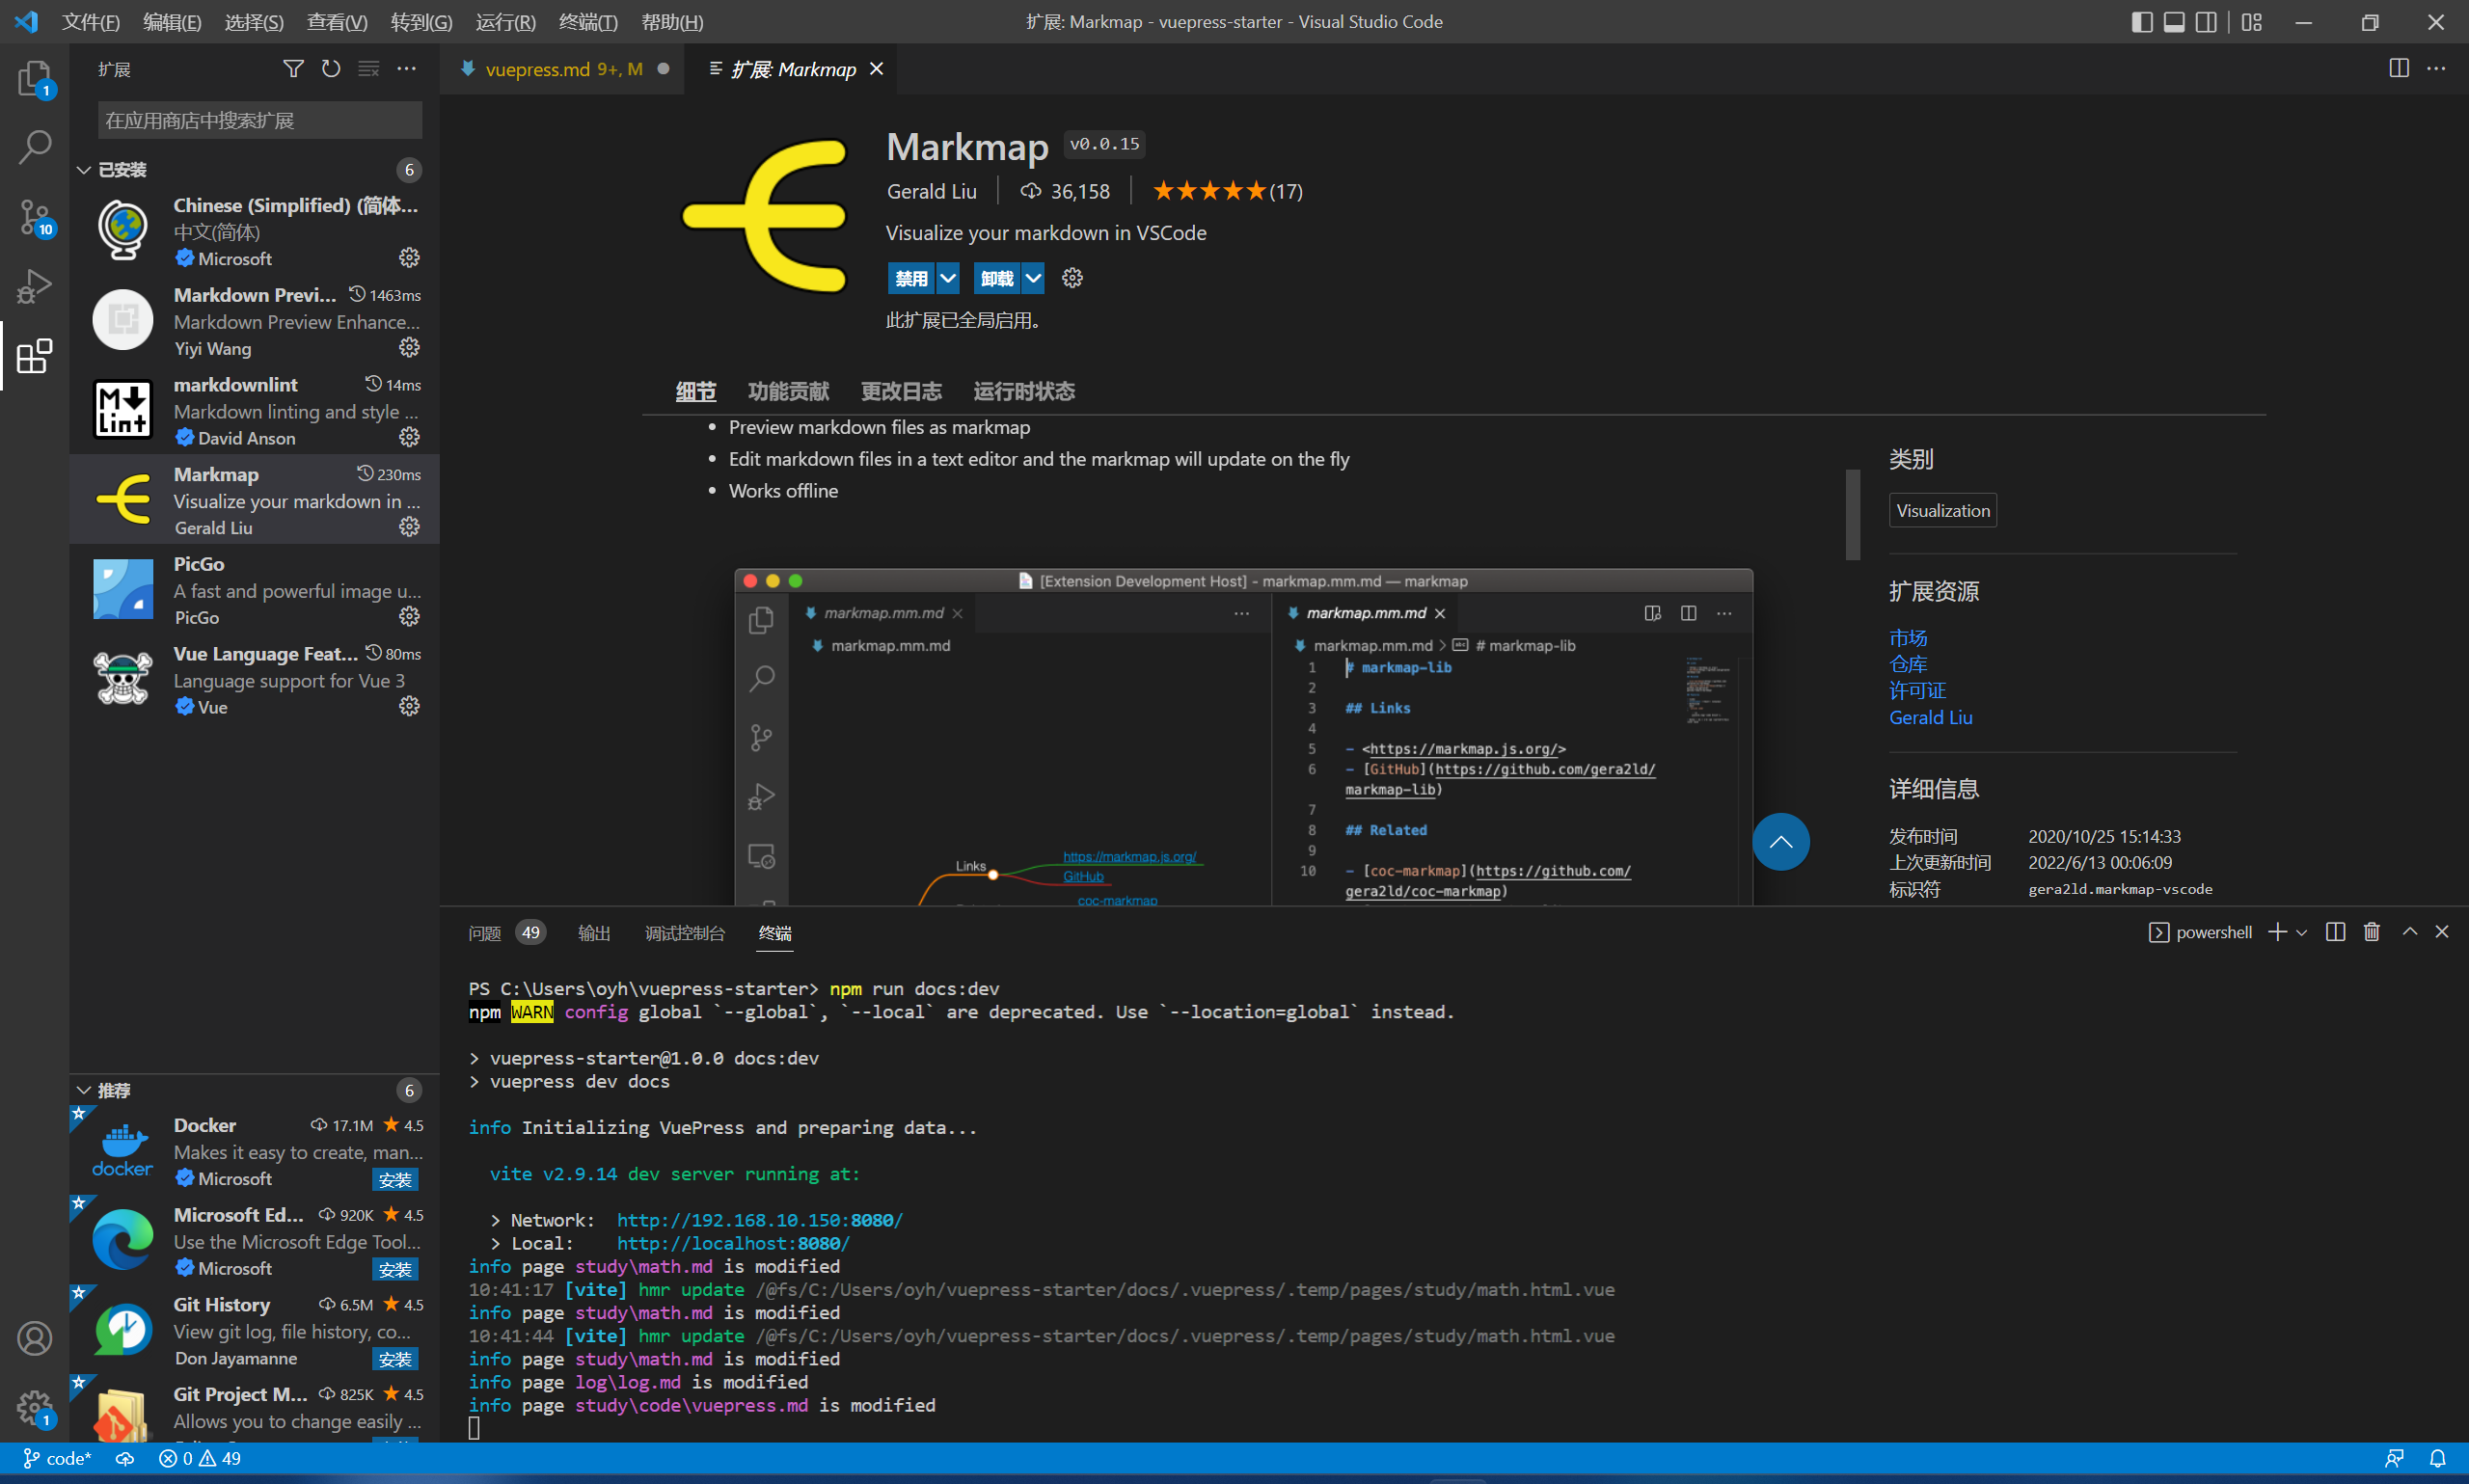 文件(F) 编辑(E) 选择(S) 查看(V) 转到(G) 运行(R) 终端(T) 帮助(H)
扩展: Markmap - vuepress-starter - Visual Studio Code
1
10
1
扩展
在应用商店中搜索扩展
已安装 6
Chinese (Simplified) (简体...
中文(简体)
Microsoft
Markdown Previ... 1463ms
Markdown Preview Enhance...
Yiyi Wang
M
Lint
markdownlint 14ms
Markdown linting and style ...
David Anson
Markmap 230ms
Visualize your markdown in ...
Gerald Liu
PicGo
A fast and powerful image u...
PicGo
Vue Language Feat... 80ms
Language support for Vue 3
Vue
推荐 6
docker
Docker 17.1M 4.5
Makes it easy to create, man...
Microsoft 安装
Microsoft Ed... 920K 4.5
Use the Microsoft Edge Tool...
Microsoft 安装
Git History 6.5M 4.5
View git log, file history, co...
Don Jayamanne 安装
Git Project M... 825K 4.5
Allows you to change easily ...
vuepress.md 9+, M
扩展: Markmap
Markmap v0.0.15
Gerald Liu 36,158 (17)
Visualize your markdown in VSCode
禁用 卸载
此扩展已全局启用。
细节 功能贡献 更改日志 运行时状态
• Preview markdown files as markmap
• Edit markdown files in a text editor and the markmap will update on the fly
• Works offline
[Extension Development Host] - markmap.mm.md — markmap
markmap.mm.md
markmap.mm.md
Links
https://markmap.js.org/
GitHub
coc-markmap
markmap.mm.md
markmap.mm.md > # markmap-lib
1 # markmap-lib
2
3 ## Links
4
5 - <https://markmap.js.org/>
6 - [GitHub](https://github.com/gera2ld/
markmap-lib)
7
8 ## Related
9
10 - [coc-markmap](https://github.com/
gera2ld/coc-markmap)
类别
Visualization
扩展资源
市场
仓库
许可证
Gerald Liu
详细信息
发布时间 2020/10/25 15:14:33
上次更新时间 2022/6/13 00:06:09
标识符 gera2ld.markmap-vscode
问题 49 输出 调试控制台 终端
powershell
PS C:\Users\oyh\vuepress-starter> npm run docs:dev
npm WARN config global `--global`, `--local` are deprecated. Use `--location=global` instead.
> vuepress-starter@1.0.0 docs:dev
> vuepress dev docs
info Initializing VuePress and preparing data...
vite v2.9.14 dev server running at:
> Network: http://192.168.10.150:8080/
> Local: http://localhost:8080/
info page study\math.md is modified
10:41:17 [vite] hmr update /@fs/C:/Users/oyh/vuepress-starter/docs/.vuepress/.temp/pages/study/math.html.vue
info page study\math.md is modified
10:41:44 [vite] hmr update /@fs/C:/Users/oyh/vuepress-starter/docs/.vuepress/.temp/pages/study/math.html.vue
info page study\math.md is modified
info page log\log.md is modified
info page study\code\vuepress.md is modified
code* 0 49